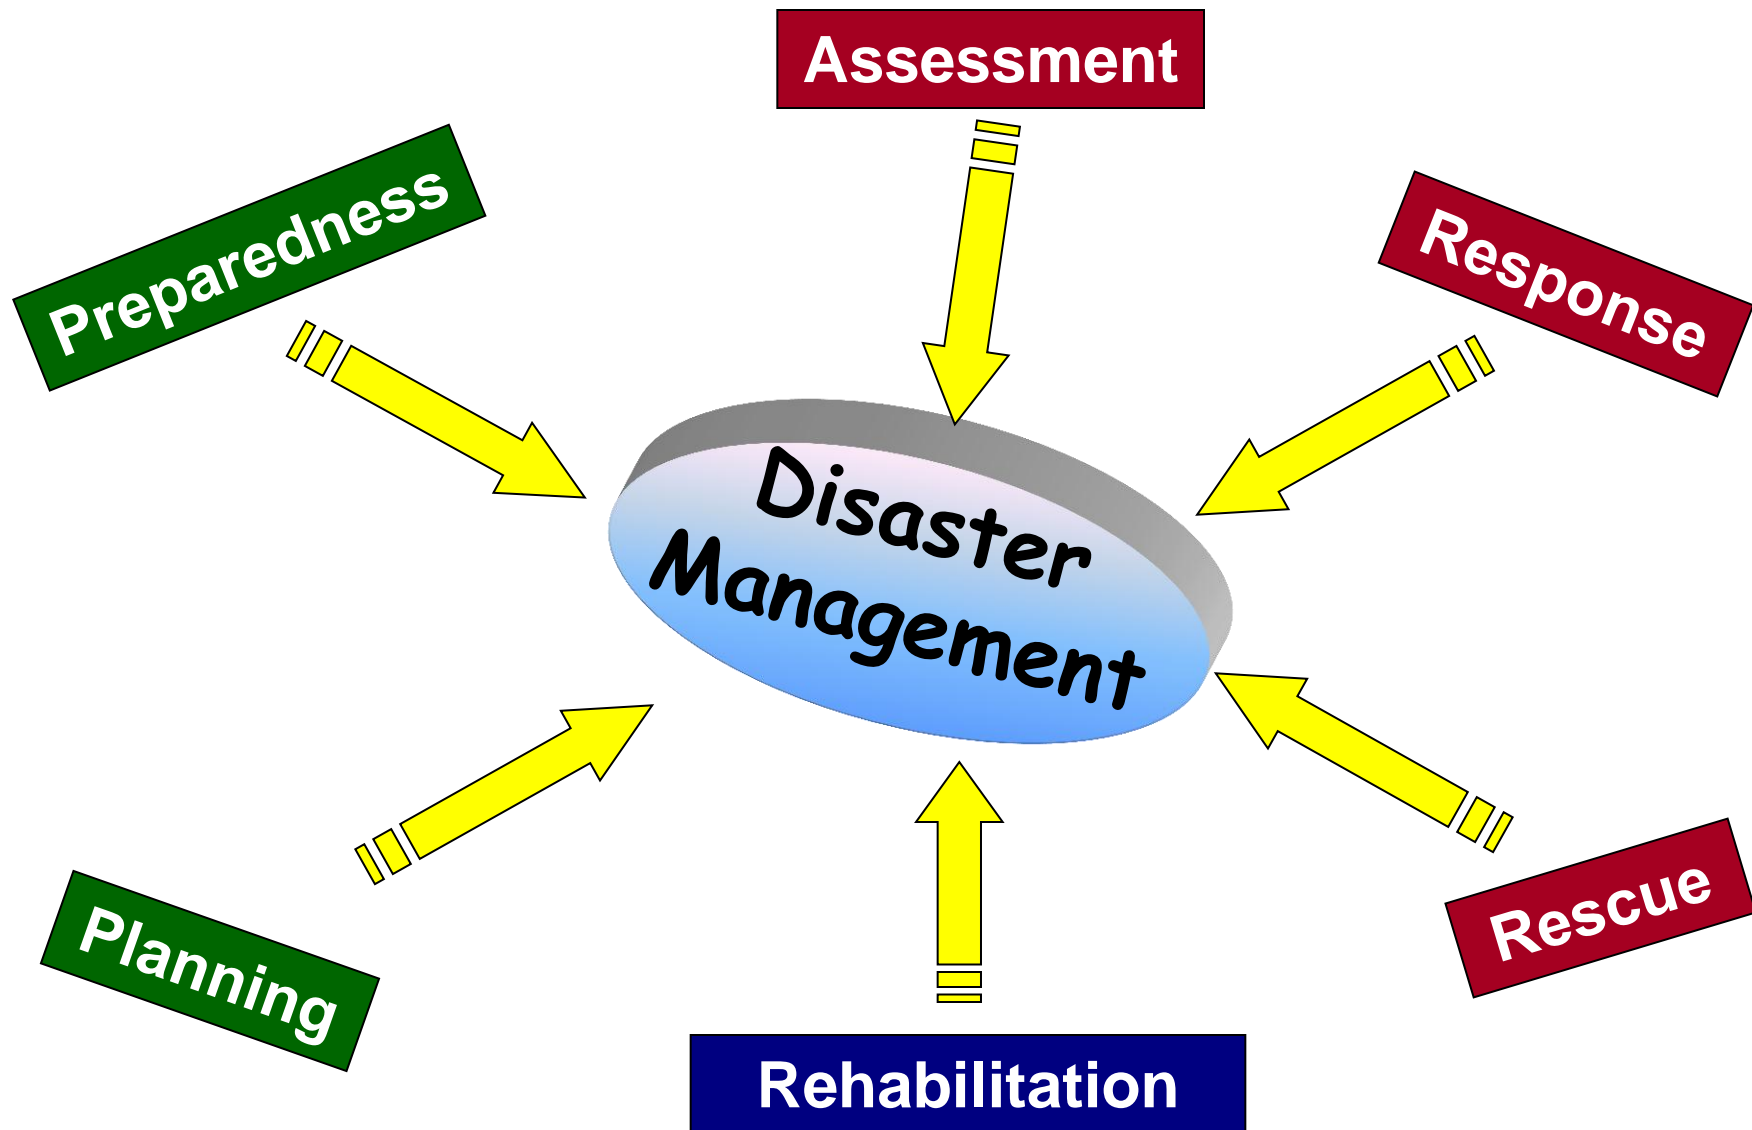 Assessment
Preparedness
Response
Disaster
Management
Planning
Rescue
Rehabilitation